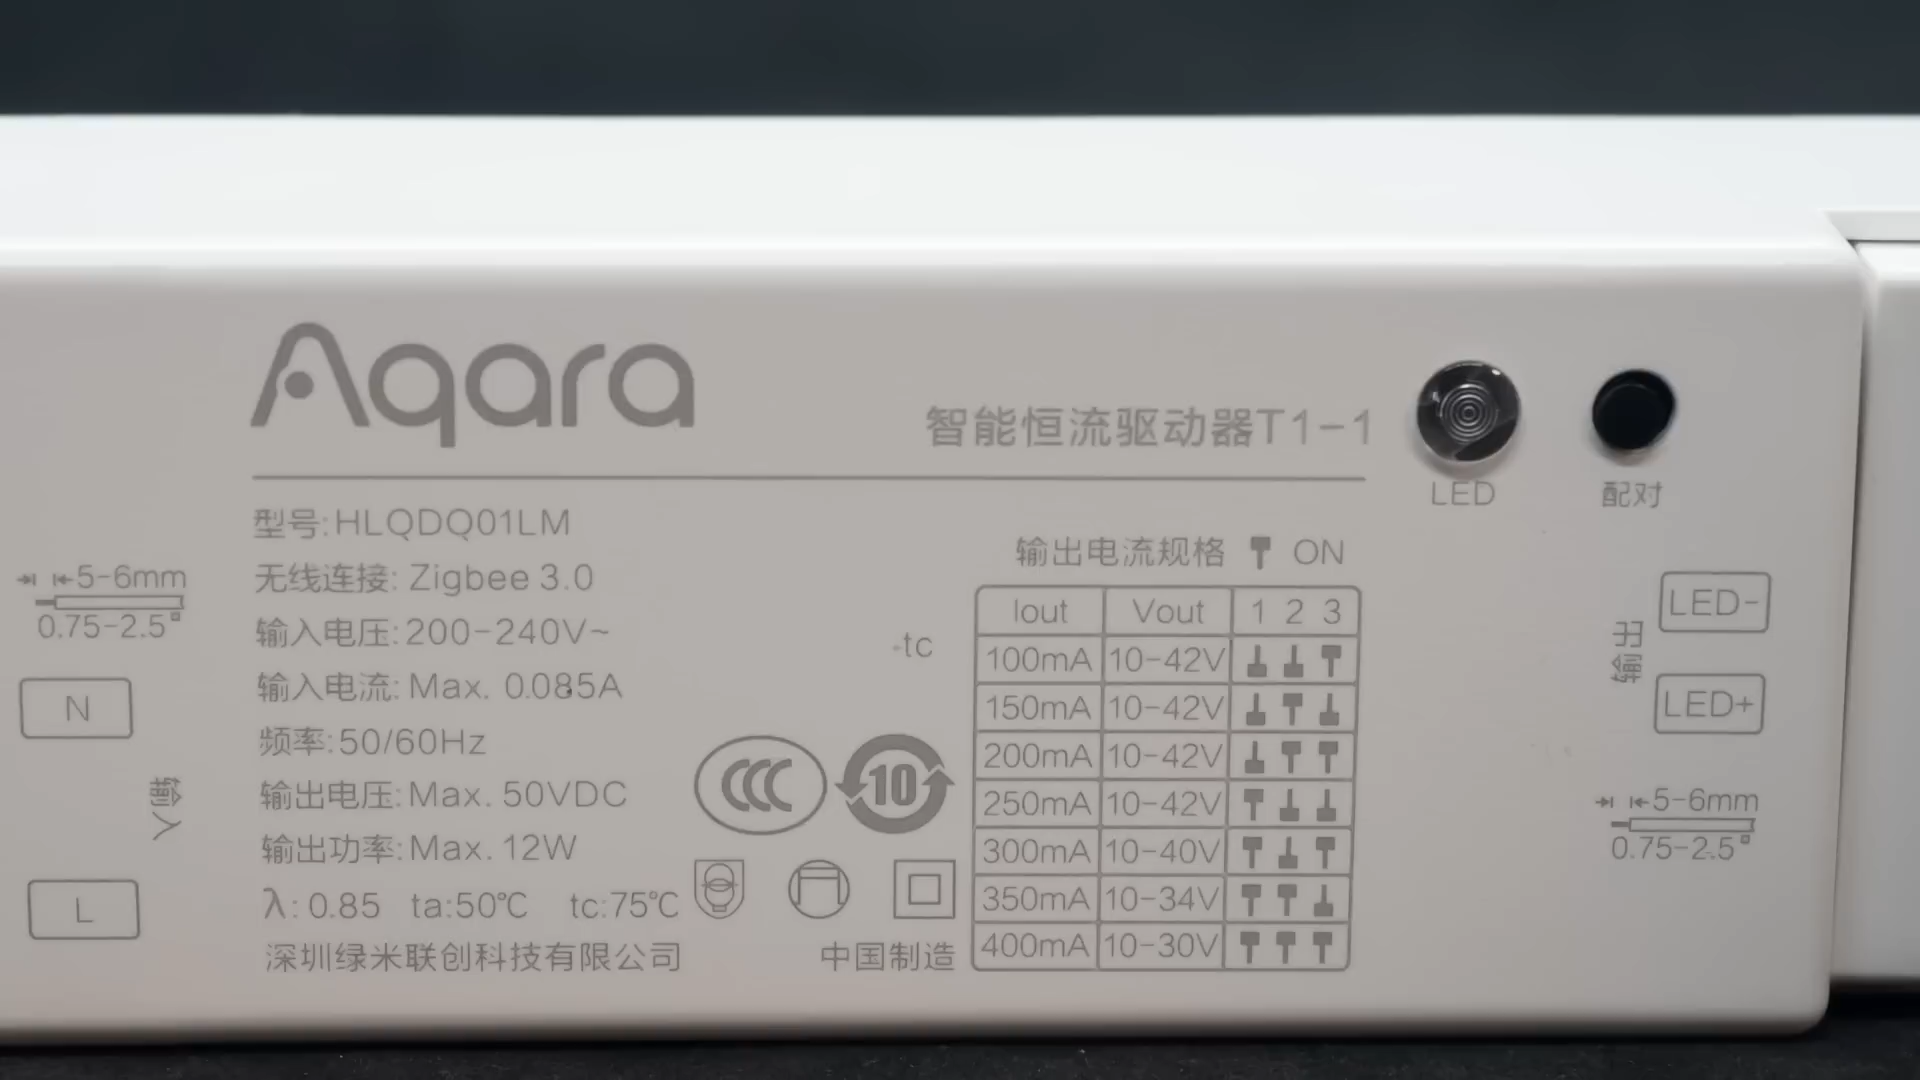 Aqara
智能恒流驱动器T1-1
LED
配对
型号:HLQDQ01LM
无线连接: Zigbee 3.0
输入电压:200-240V~
输入电流: Max. 0.085A
频率:50/60Hz
输出电压:Max. 50VDC
输出功率:Max. 12W
λ: 0.85 ta:50℃ tc:75℃
深圳绿米联创科技有限公司
中国制造
5-6mm
0.75-2.5°
N
输入
L
·tc
CCC
10
输出电流规格 ON
Iout Vout 1 2 3
100mA 10-42V
150mA 10-42V
200mA 10-42V
250mA 10-42V
300mA 10-40V
350mA 10-34V
400mA 10-30V
LED-
输出
LED+
5-6mm
0.75-2.5°